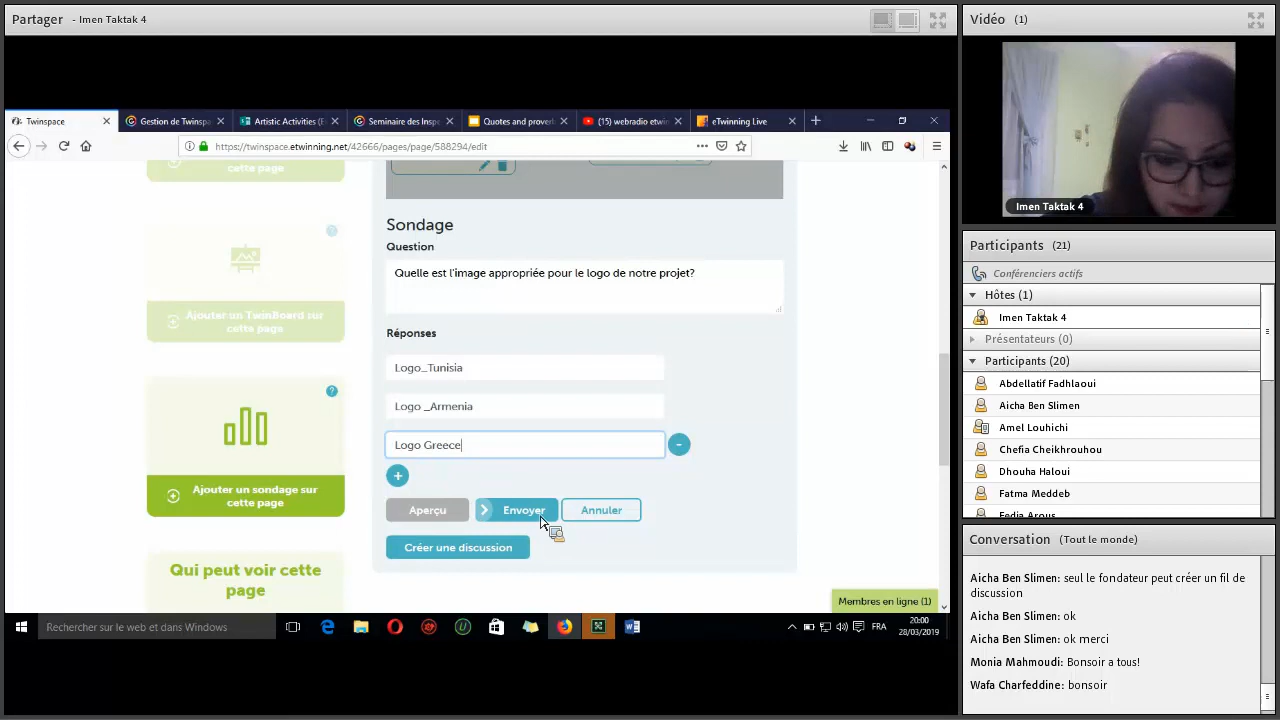 Partager - Imen Taktak 4
Twinspace
Gestion de Twinspa
Artistic Activities (E
Seminaire des Inspe
Quotes and prover
(15) webradio etwin
eTwinning Live
https://twinspace.etwinning.net/42666/pages/page/588294/edit
cette page
Ajouter un TwinBoard sur
cette page
Ajouter un sondage sur
cette page
Qui peut voir cette
page
Sondage
Question
Quelle est l'image appropriée pour le logo de notre projet?
Réponses
Logo_Tunisia
Logo _Armenia
Logo Greece
-
+
Aperçu
Envoyer
Annuler
Créer une discussion
Membres en ligne (1)
Rechercher sur le web et dans Windows
FRA
20:00
28/03/2019
Vidéo (1)
Imen Taktak 4
Participants (21)
Conférenciers actifs
Hôtes (1)
Imen Taktak 4
Présentateurs (0)
Participants (20)
Abdellatif Fadhlaoui
Aicha Ben Slimen
Amel Louhichi
Chefia Cheikhrouhou
Dhouha Haloui
Fatma Meddeb
Fedia Arous
Conversation (Tout le monde)
Aicha Ben Slimen: seul le fondateur peut créer un fil de
discussion
Aicha Ben Slimen: ok
Aicha Ben Slimen: ok merci
Monia Mahmoudi: Bonsoir a tous!
Wafa Charfeddine: bonsoir